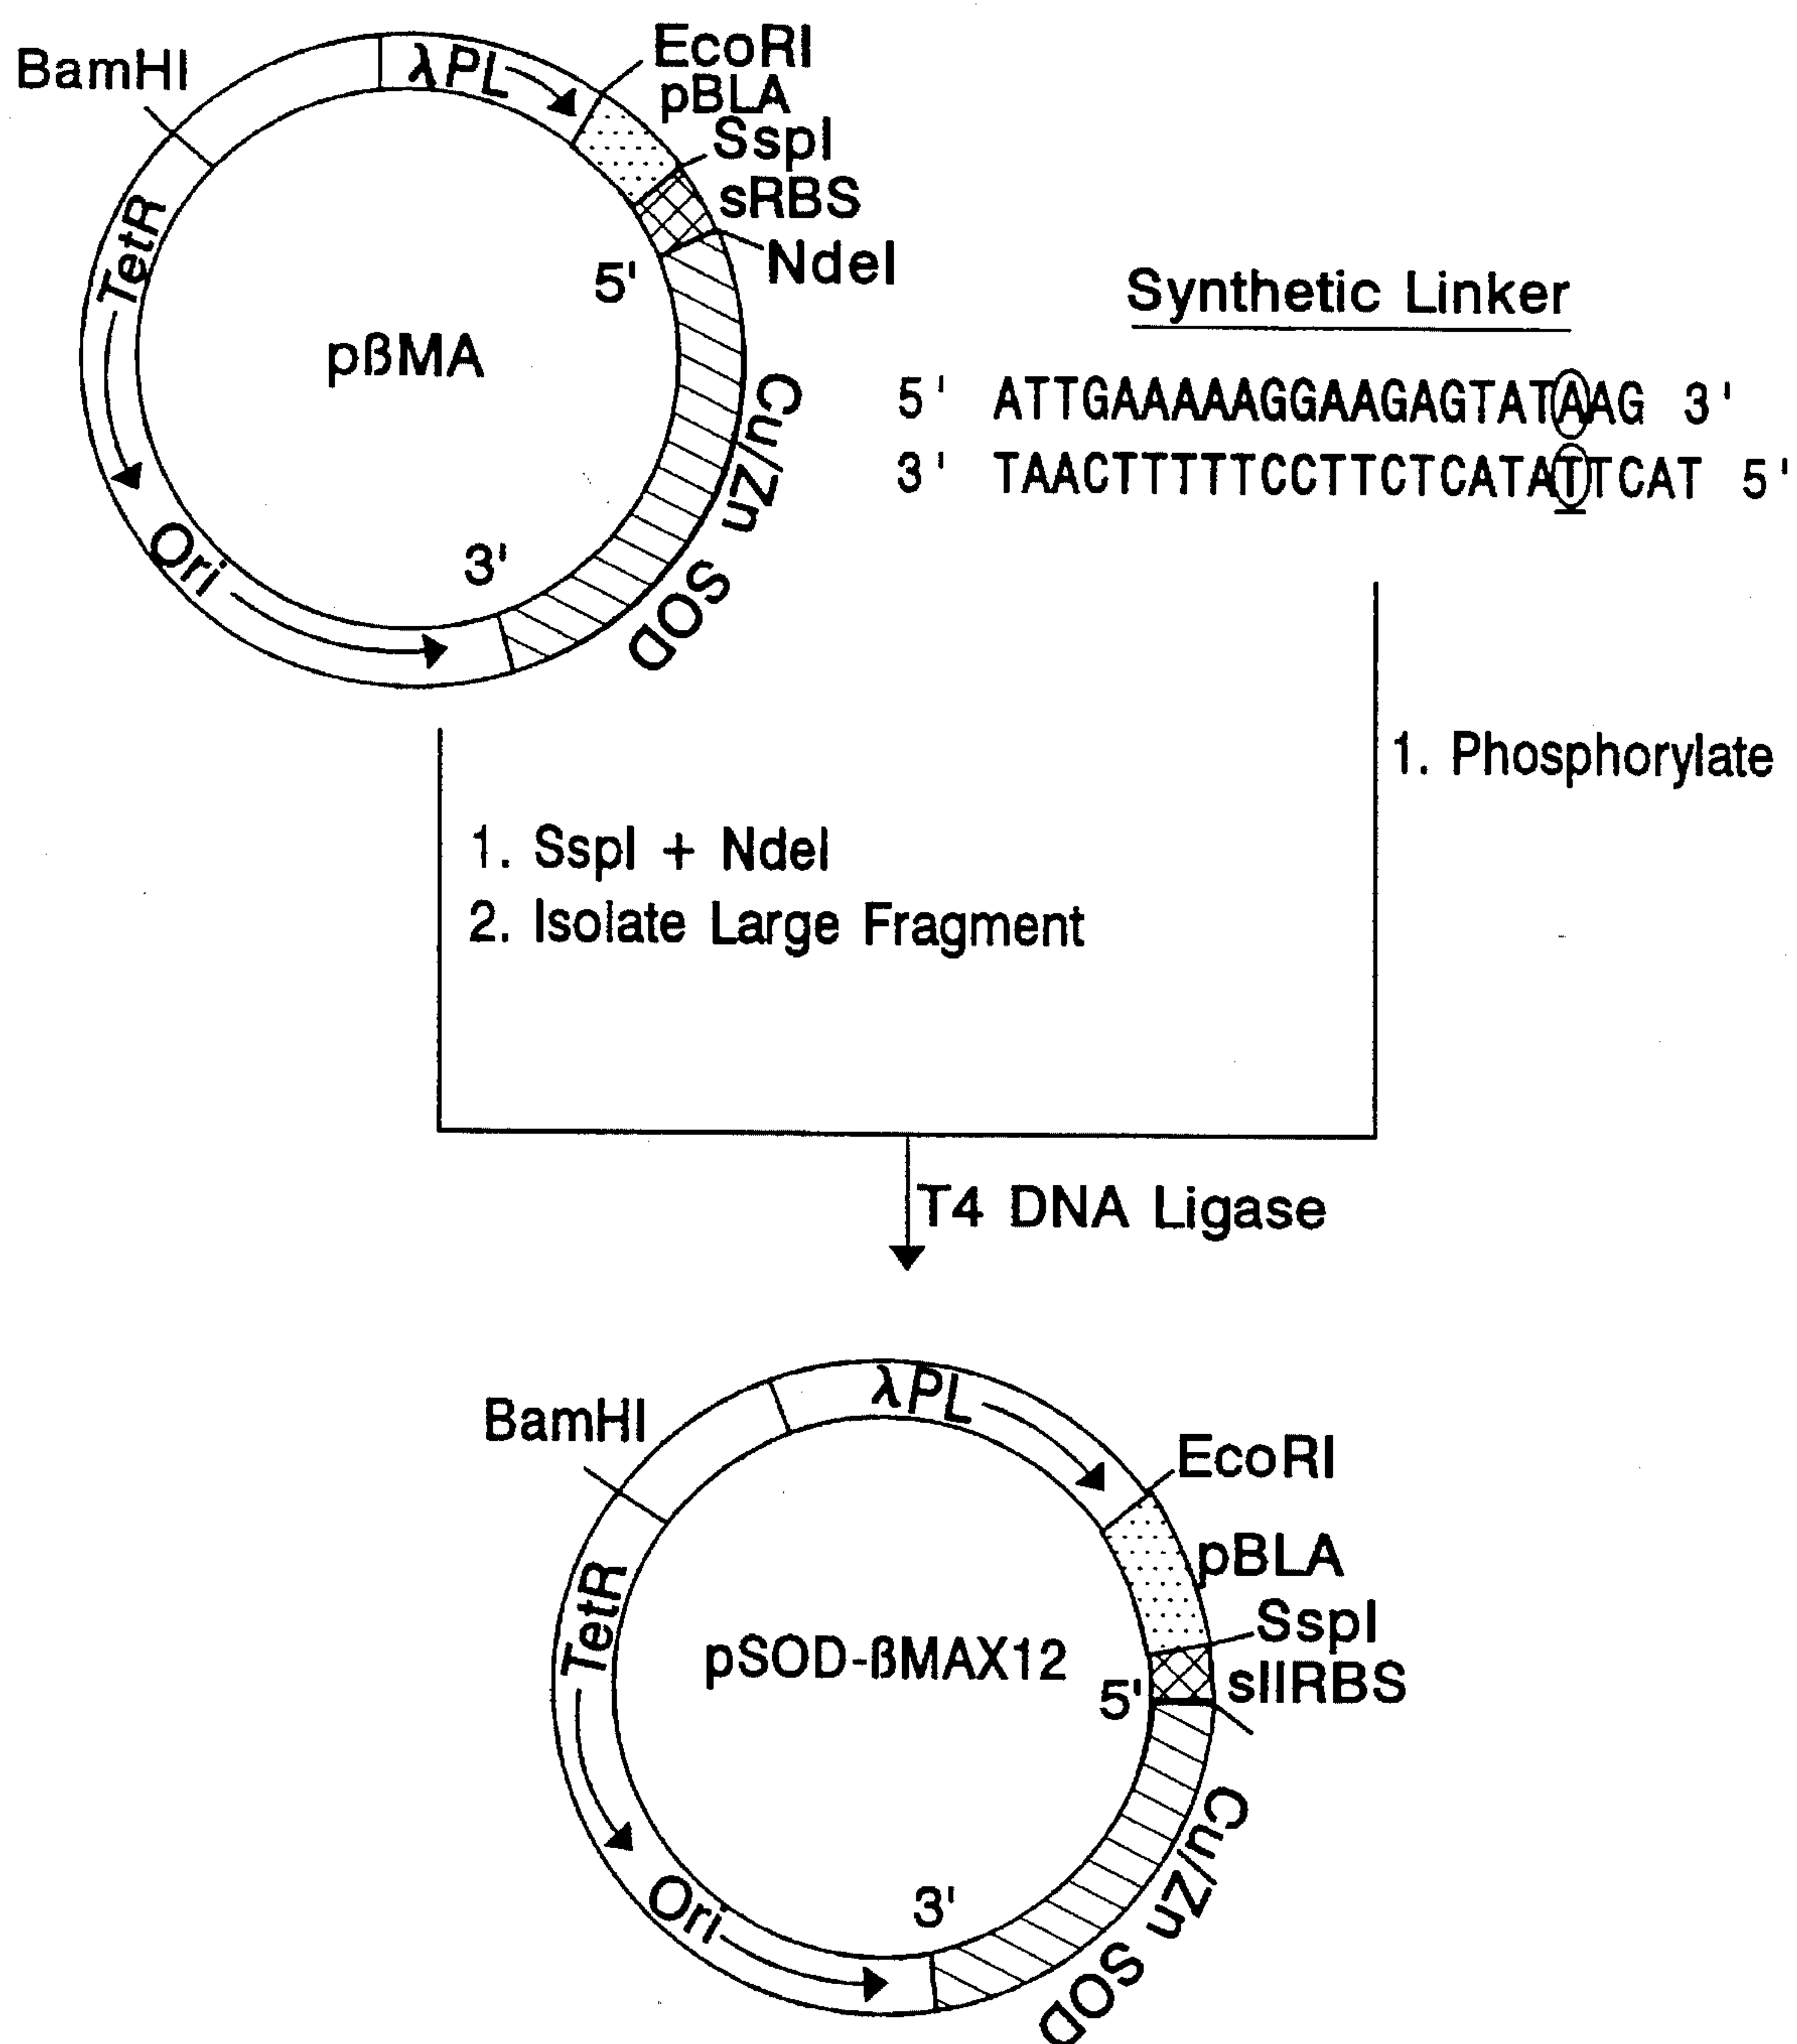 BamHI
λPL
EcoRI
pBLA
SspI
sRBS
NdeI
TetR
5'
pβMA
Cu/Zn SOD
3'
Ori
Synthetic Linker
5' ATTGAAAAAGGAAGAGTATAAG 3'
3' TAACTTTTTCCTTCTCATATTCAT 5'
1. SspI + NdeI
2. Isolate Large Fragment
1. Phosphorylate
T4 DNA Ligase
BamHI
λPL
EcoRI
pBLA
SspI
sIIRBS
TetR
pSOD-βMAX12
5'
Cu/Zn SOD
3'
Ori